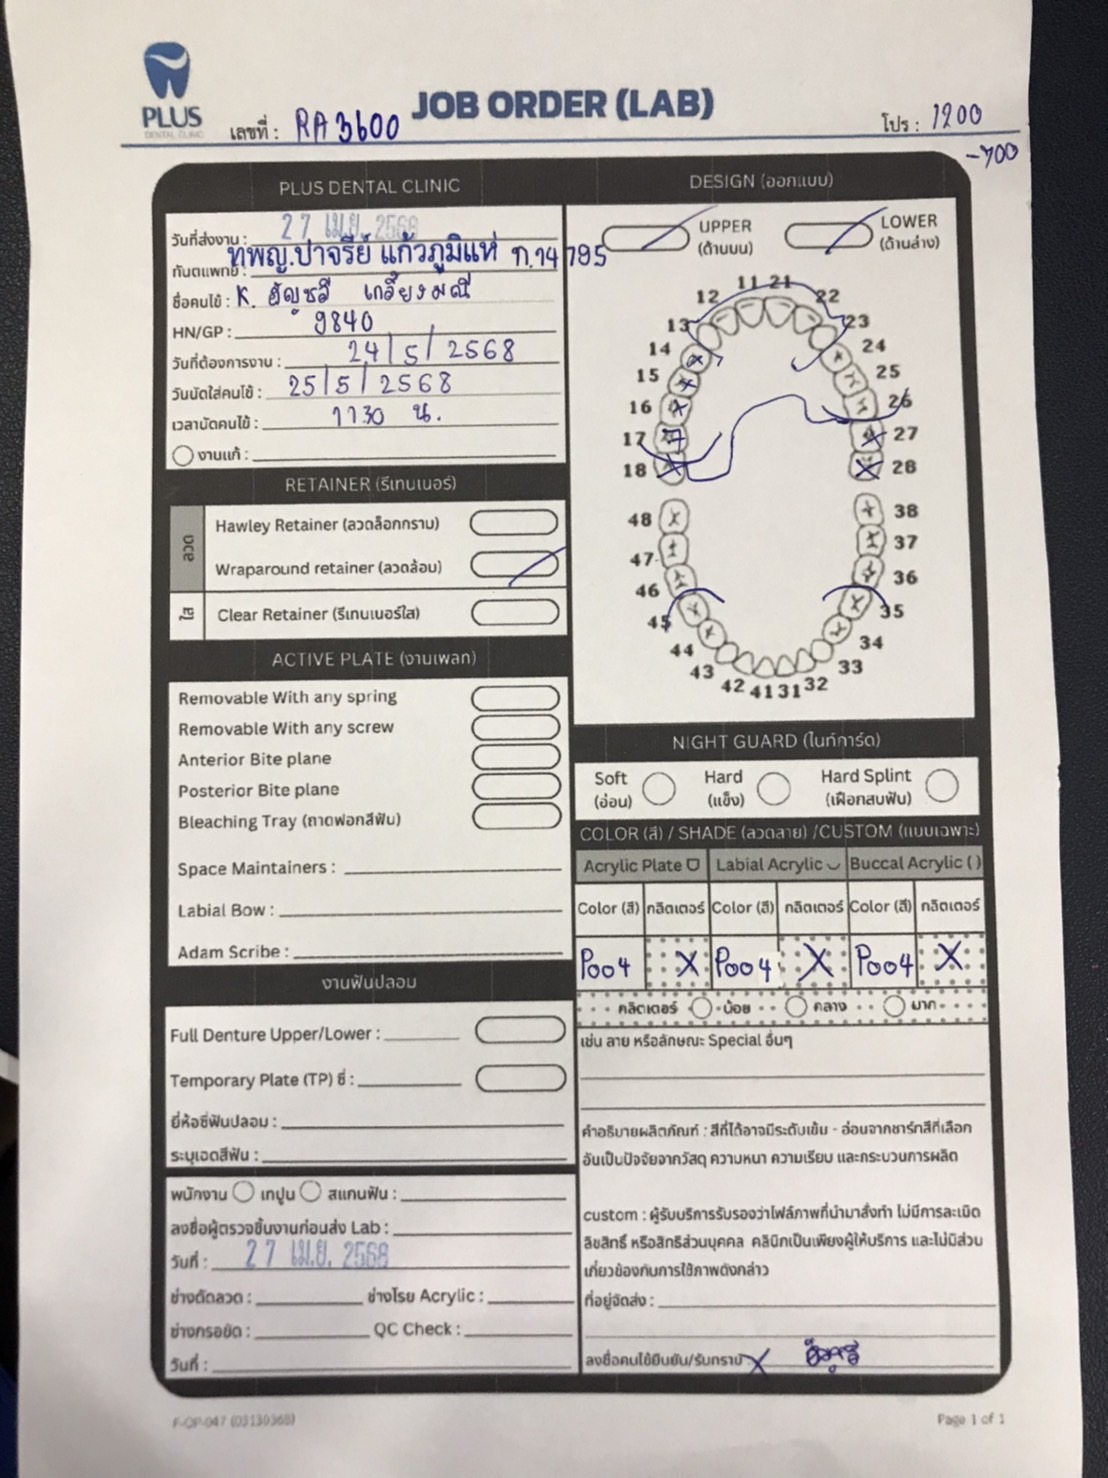 PLUS
DENTAL CLINIC
JOB ORDER (LAB)
เลขที่ : RA3600
โปร : 1200
-700
PLUS DENTAL CLINIC
วันที่ส่งงาน : 27 เม.ย. 2568
ทันตแพทย์ : ทพญ.ปาจรีย์ แก้วภูมิแห่ ท.14795
ชื่อคนไข้ : K. ธัญชลี
HN/GP : 9840
วันที่ต้องการงาน : 24/5/2568
วันนัดใส่คนไข้ : 25/5/2568
เวลานัดคนไข้ : 1130 น.
งานแก้ :
RETAINER (รีเทนเนอร์)
ลวด
Hawley Retainer (ลวดล็อกกราม)
Wraparound retainer (ลวดล้อม)
ใส
Clear Retainer (รีเทนเนอร์ใส)
ACTIVE PLATE (งานเพลท)
Removable With any spring
Removable With any screw
Anterior Bite plane
Posterior Bite plane
Bleaching Tray (ถาดฟอกสีฟัน)
Space Maintainers :
Labial Bow :
Adam Scribe :
งานฟันปลอม
Full Denture Upper/Lower :
Temporary Plate (TP) ซี่ :
ยี่ห้อซี่ฟันปลอม :
ระบุเฉดสีฟัน :
พนักงาน เทปูน สแกนฟัน :
ลงชื่อผู้ตรวจชิ้นงานก่อนส่ง Lab :
วันที่ : 27 เม.ย. 2568
ช่างดัดลวด : ช่างโรย Acrylic :
ช่างกรอขัด : QC Check :
วันที่ :
DESIGN (ออกแบบ)
UPPER (ด้านบน) LOWER (ด้านล่าง)
11 21
12 22
13 23
14 24
15 25
16 26
17 27
18 28
48 38
47 37
46 36
45 35
44 34
43 33
42 41 31 32
NIGHT GUARD (ไนท์การ์ด)
Soft (อ่อน) Hard (แข็ง) Hard Splint (เฝือกสบฟัน)
COLOR (สี) / SHADE (ลวดลาย) /CUSTOM (แบบเฉพาะ)
Acrylic Plate Labial Acrylic Buccal Acrylic ( )
Color (สี) กลิตเตอร์ Color (สี) กลิตเตอร์ Color (สี) กลิตเตอร์
P004 X P004 X P004 X
กลิตเตอร์ น้อย กลาง มาก
เช่น ลาย หรือลักษณะ Special อื่นๆ
คำอธิบายผลิตภัณฑ์ : สีที่ได้อาจมีระดับเข้ม - อ่อนจากชาร์ทสีที่เลือก
อันเป็นปัจจัยจากวัสดุ ความหนา ความเรียบ และกระบวนการผลิต
custom : ผู้รับบริการรับรองว่าไฟล์ภาพที่นำมาสั่งทำ ไม่มีการละเมิด
ลิขสิทธิ์ หรือสิทธิส่วนบุคคล คลินิกเป็นเพียงผู้ให้บริการ และไม่มีส่วน
เกี่ยวข้องกับการใช้ภาพดังกล่าว
ที่อยู่จัดส่ง :
ลงชื่อคนไข้ยืนยัน/รับทราบ X
Page 1 of 1